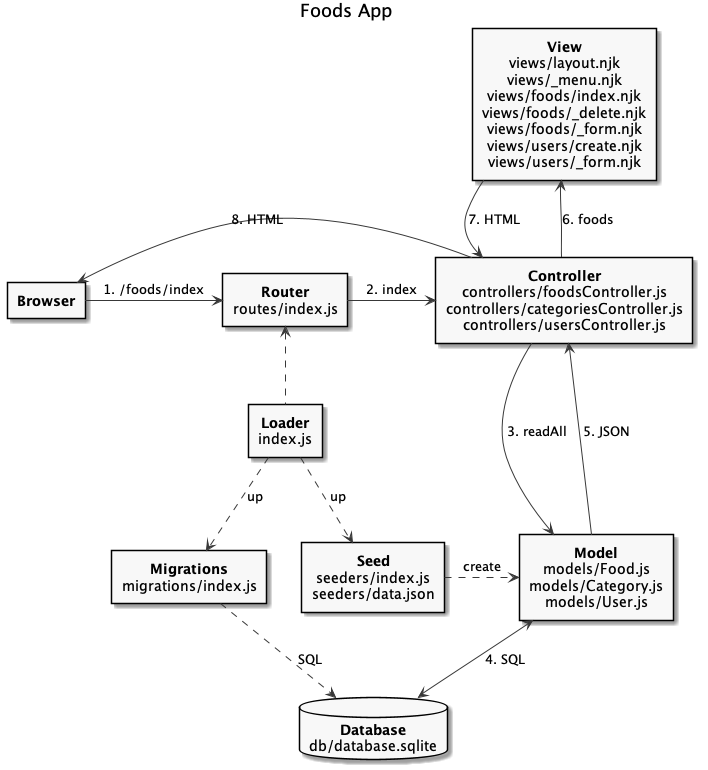 Foods App
View
views/layout.njk
views/_menu.njk
views/foods/index.njk
views/foods/_delete.njk
views/foods/_form.njk
views/users/create.njk
views/users/_form.njk
8. HTML
7. HTML
6. foods
Browser
1. /foods/index
Router
routes/index.js
2. index
Controller
controllers/foodsController.js
controllers/categoriesController.js
controllers/usersController.js
Loader
index.js
3. readAll
5. JSON
up
up
Migrations
migrations/index.js
Seed
seeders/index.js
seeders/data.json
create
Model
models/Food.js
models/Category.js
models/User.js
SQL
4. SQL
Database
db/database.sqlite